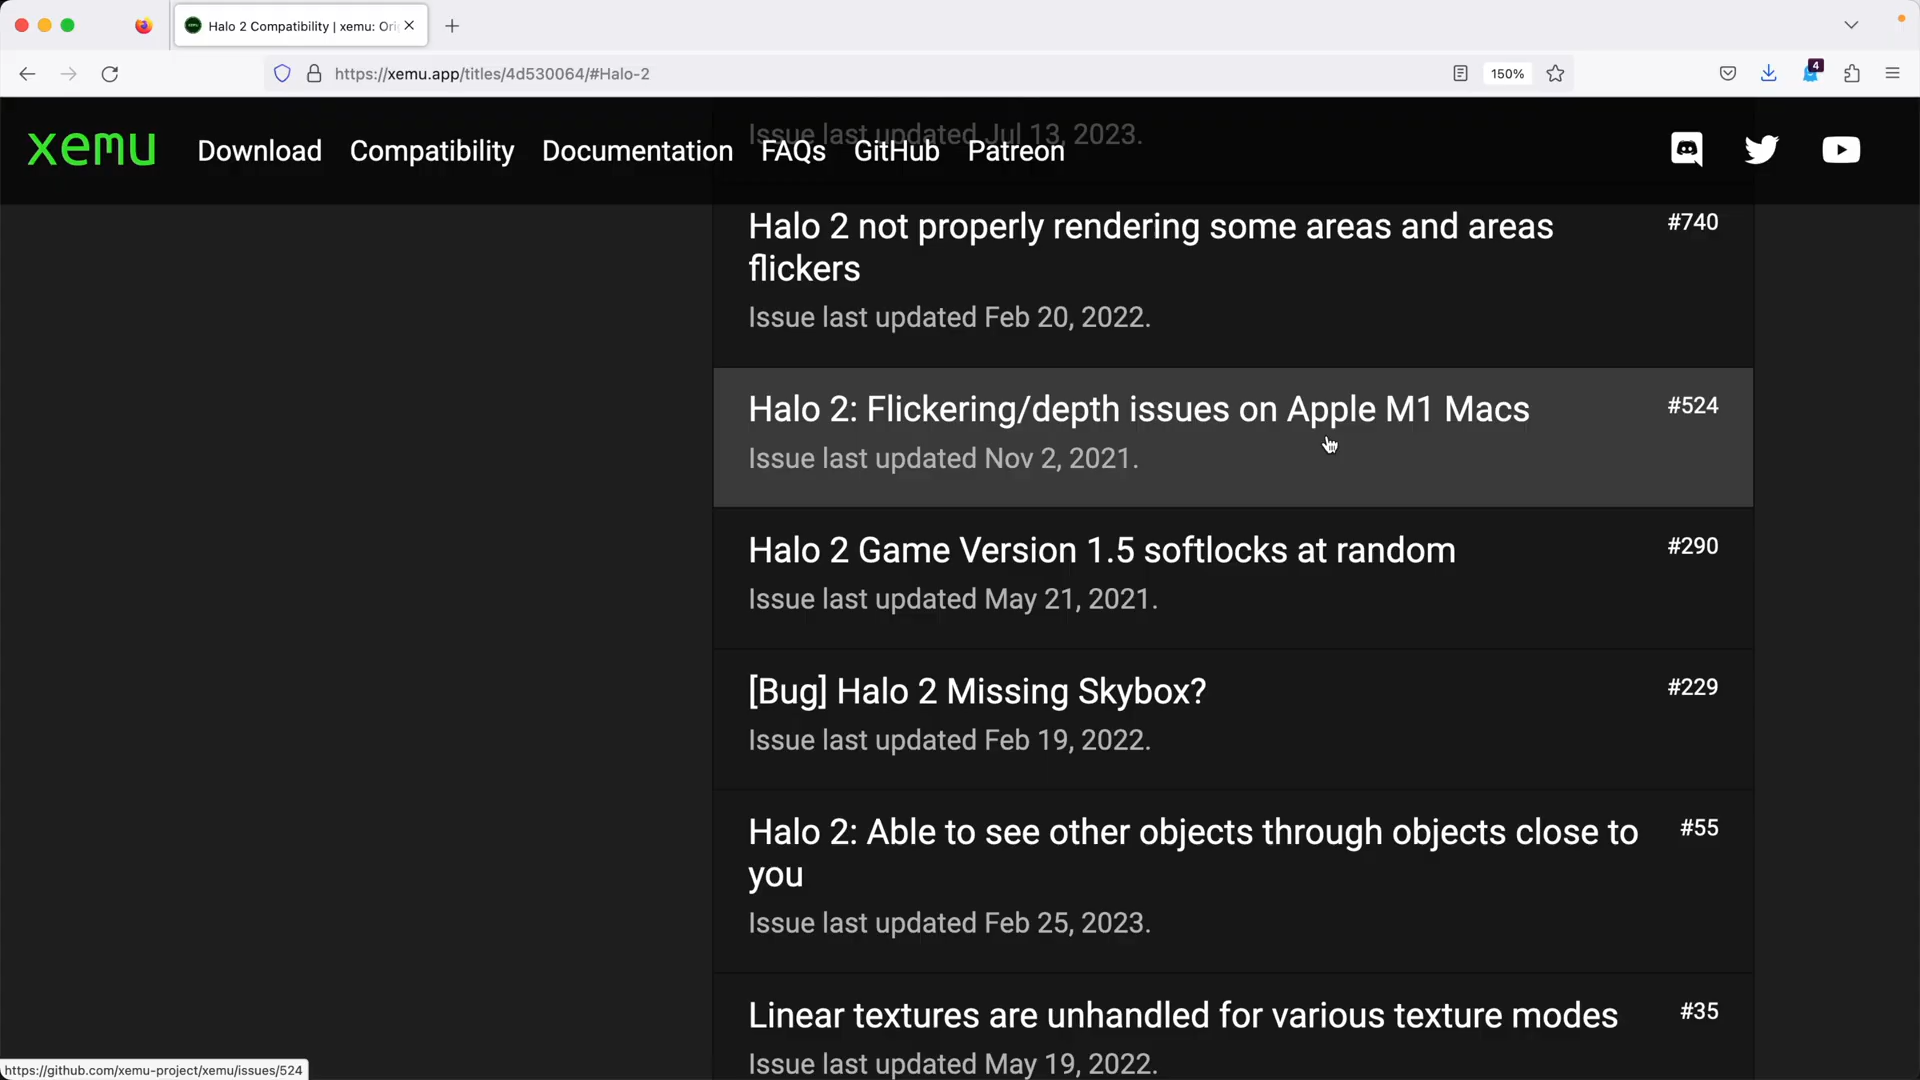 Halo 2 Compatibility | xemu: Ori
https://xemu.app/titles/4d530064/#Halo-2
150%
4
xemu
Download
Compatibility
Documentation
FAQs
GitHub
Patreon
Issue last updated Jul 13, 2023.
Halo 2 not properly rendering some areas and areas
flickers
#740
Issue last updated Feb 20, 2022.
Halo 2: Flickering/depth issues on Apple M1 Macs
#524
Issue last updated Nov 2, 2021.
Halo 2 Game Version 1.5 softlocks at random
#290
Issue last updated May 21, 2021.
[Bug] Halo 2 Missing Skybox?
#229
Issue last updated Feb 19, 2022.
Halo 2: Able to see other objects through objects close to
you
#55
Issue last updated Feb 25, 2023.
Linear textures are unhandled for various texture modes
#35
Issue last updated May 19, 2022.
https://github.com/xemu-project/xemu/issues/524